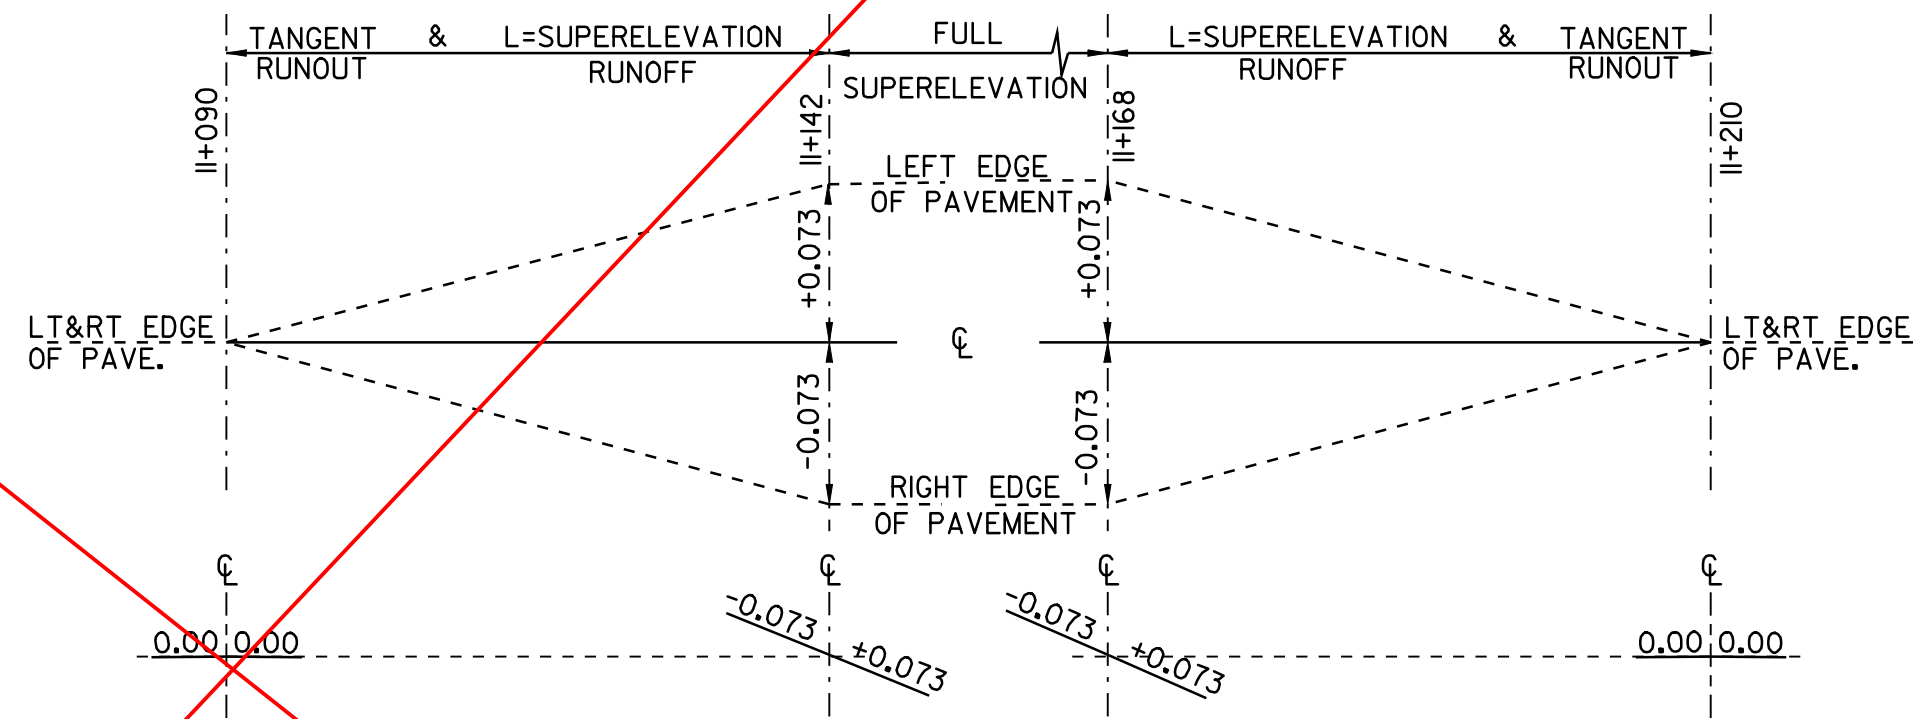 TANGENT & L=SUPERELEVATION
RUNOUT RUNOFF
FULL
SUPERELEVATION
L=SUPERELEVATION & TANGENT
RUNOFF RUNOUT
11+090
11+142
11+168
11+210
LEFT EDGE
OF PAVEMENT
+0.073
+0.073
LT&RT EDGE
OF PAVE.
℄
LT&RT EDGE
OF PAVE.
-0.073
-0.073
RIGHT EDGE
OF PAVEMENT
℄ ℄ ℄ ℄
0.00 0.00
-0.073 +0.073
-0.073 +0.073
0.00 0.00